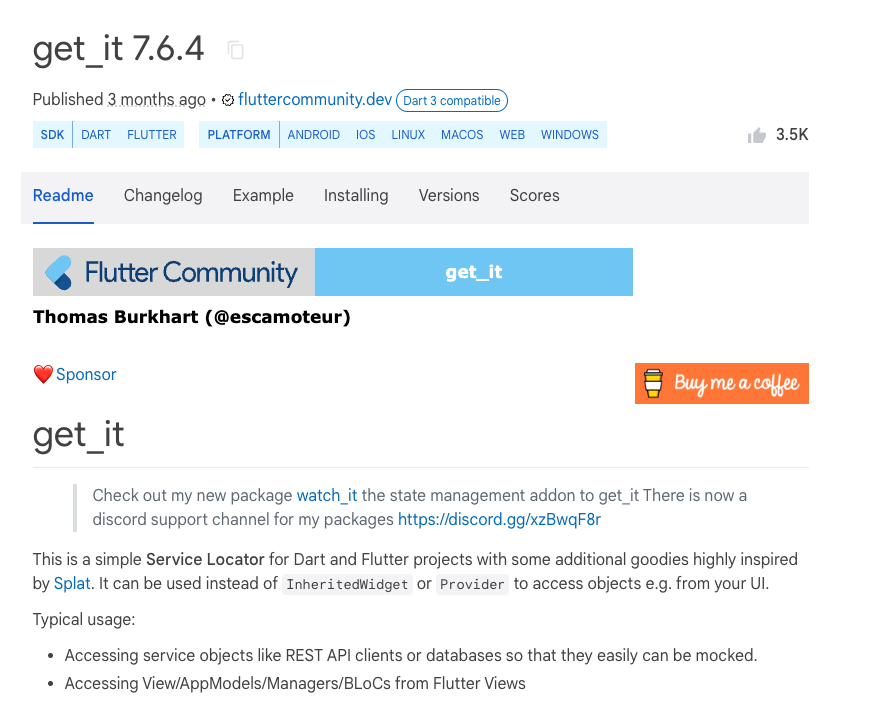 get_it 7.6.4
Published 3 months ago • fluttercommunity.dev Dart 3 compatible
SDK DART FLUTTER PLATFORM ANDROID IOS LINUX MACOS WEB WINDOWS 3.5K
Readme Changelog Example Installing Versions Scores
Flutter Community get_it
Thomas Burkhart (@escamoteur)
❤️ Sponsor Buy me a coffee
get_it
Check out my new package watch_it the state management addon to get_it There is now a
discord support channel for my packages https://discord.gg/xzBwqF8r
This is a simple Service Locator for Dart and Flutter projects with some additional goodies highly inspired
by Splat. It can be used instead of InheritedWidget or Provider to access objects e.g. from your UI.
Typical usage:
• Accessing service objects like REST API clients or databases so that they easily can be mocked.
• Accessing View/AppModels/Managers/BLoCs from Flutter Views